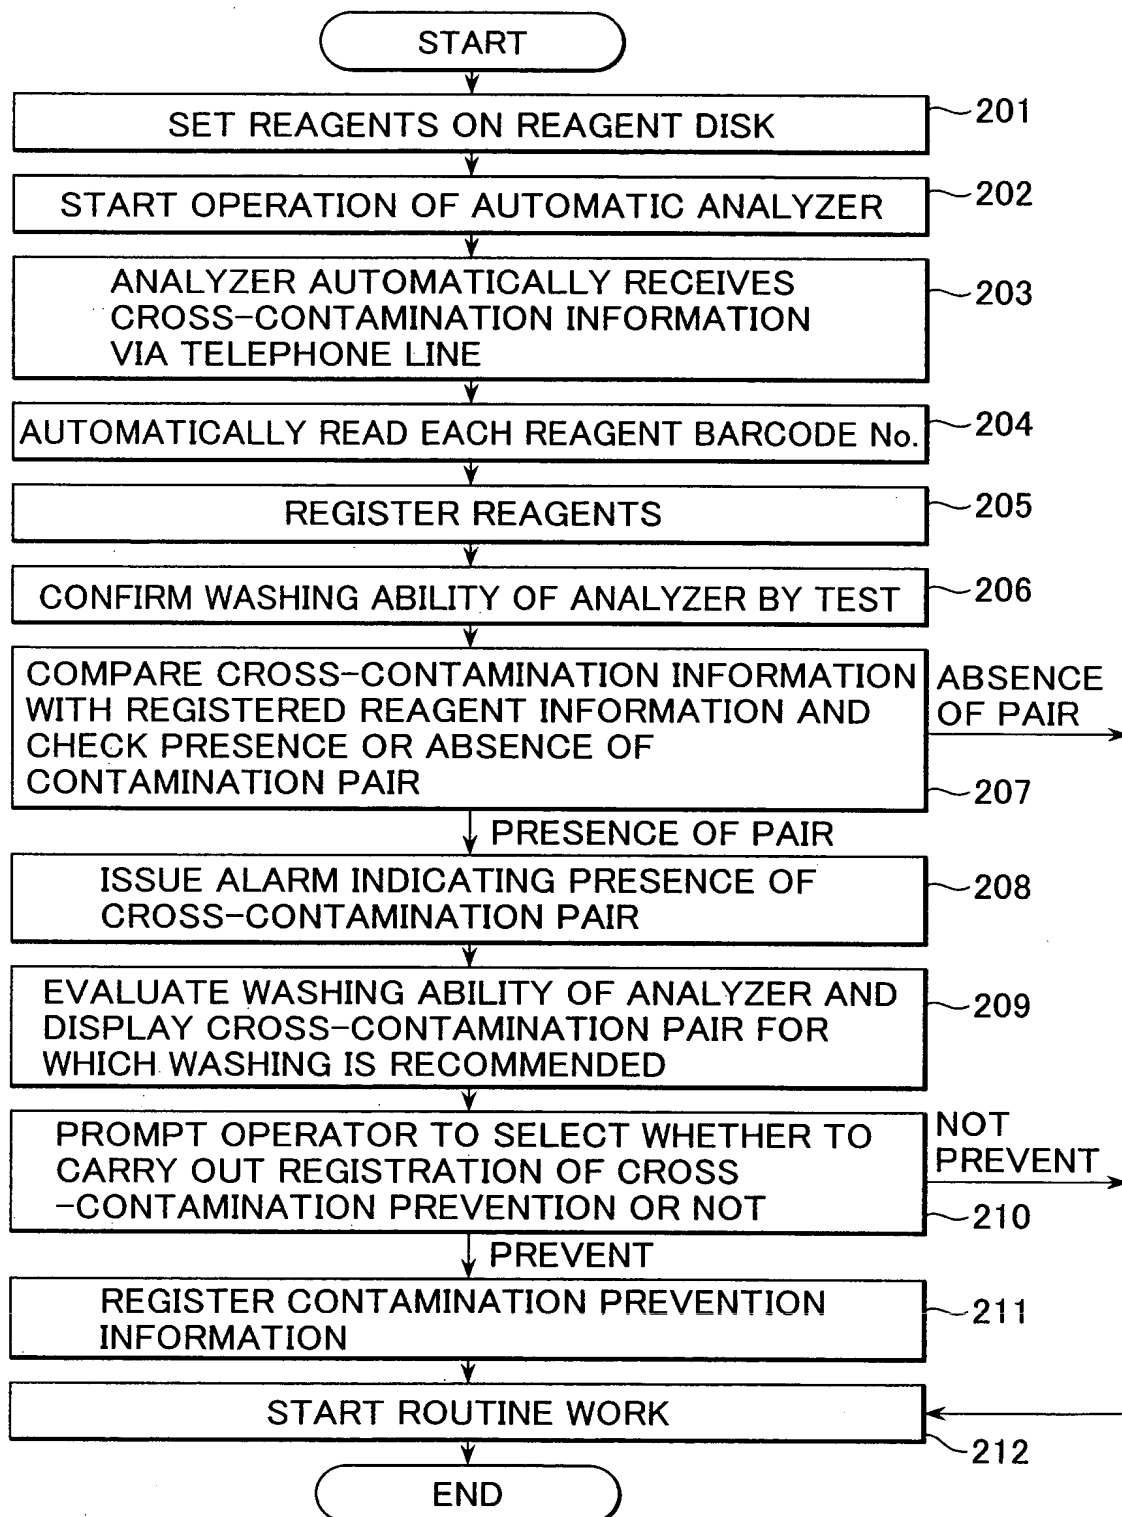 START
SET REAGENTS ON REAGENT DISK
201
START OPERATION OF AUTOMATIC ANALYZER
202
ANALYZER AUTOMATICALLY RECEIVES
CROSS-CONTAMINATION INFORMATION
VIA TELEPHONE LINE
203
AUTOMATICALLY READ EACH REAGENT BARCODE No.
204
REGISTER REAGENTS
205
CONFIRM WASHING ABILITY OF ANALYZER BY TEST
206
COMPARE CROSS-CONTAMINATION INFORMATION
WITH REGISTERED REAGENT INFORMATION AND
CHECK PRESENCE OR ABSENCE OF
CONTAMINATION PAIR
207
ABSENCE
OF PAIR
PRESENCE OF PAIR
ISSUE ALARM INDICATING PRESENCE OF
CROSS-CONTAMINATION PAIR
208
EVALUATE WASHING ABILITY OF ANALYZER AND
DISPLAY CROSS-CONTAMINATION PAIR FOR
WHICH WASHING IS RECOMMENDED
209
PROMPT OPERATOR TO SELECT WHETHER TO
CARRY OUT REGISTRATION OF CROSS
-CONTAMINATION PREVENTION OR NOT
210
NOT
PREVENT
PREVENT
REGISTER CONTAMINATION PREVENTION
INFORMATION
211
START ROUTINE WORK
212
END